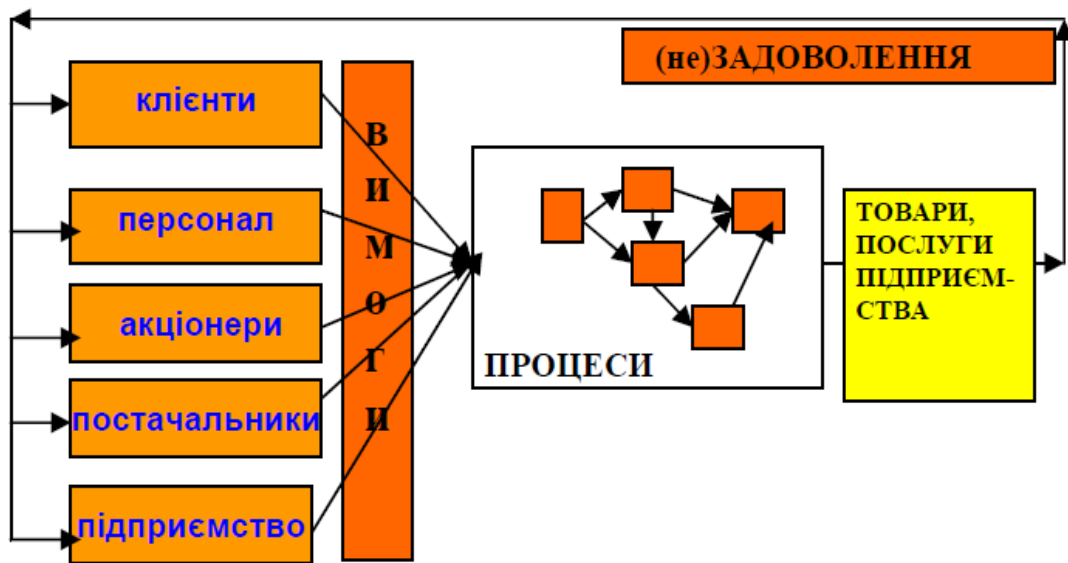 (не)ЗАДОВОЛЕННЯ
клієнти
персонал
акціонери
постачальники
підприємство
В
И
М
О
Г
И
ПРОЦЕСИ
ТОВАРИ,
ПОСЛУГИ
ПІДПРИЄМ-
СТВА